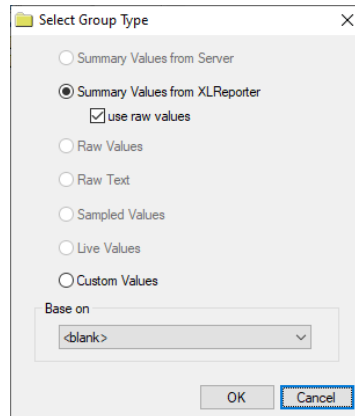 Select Group Type
Summary Values from Server
Summary Values from XLReporter
use raw values
Raw Values
Raw Text
Sampled Values
Live Values
Custom Values
Base on
<blank>
OK Cancel